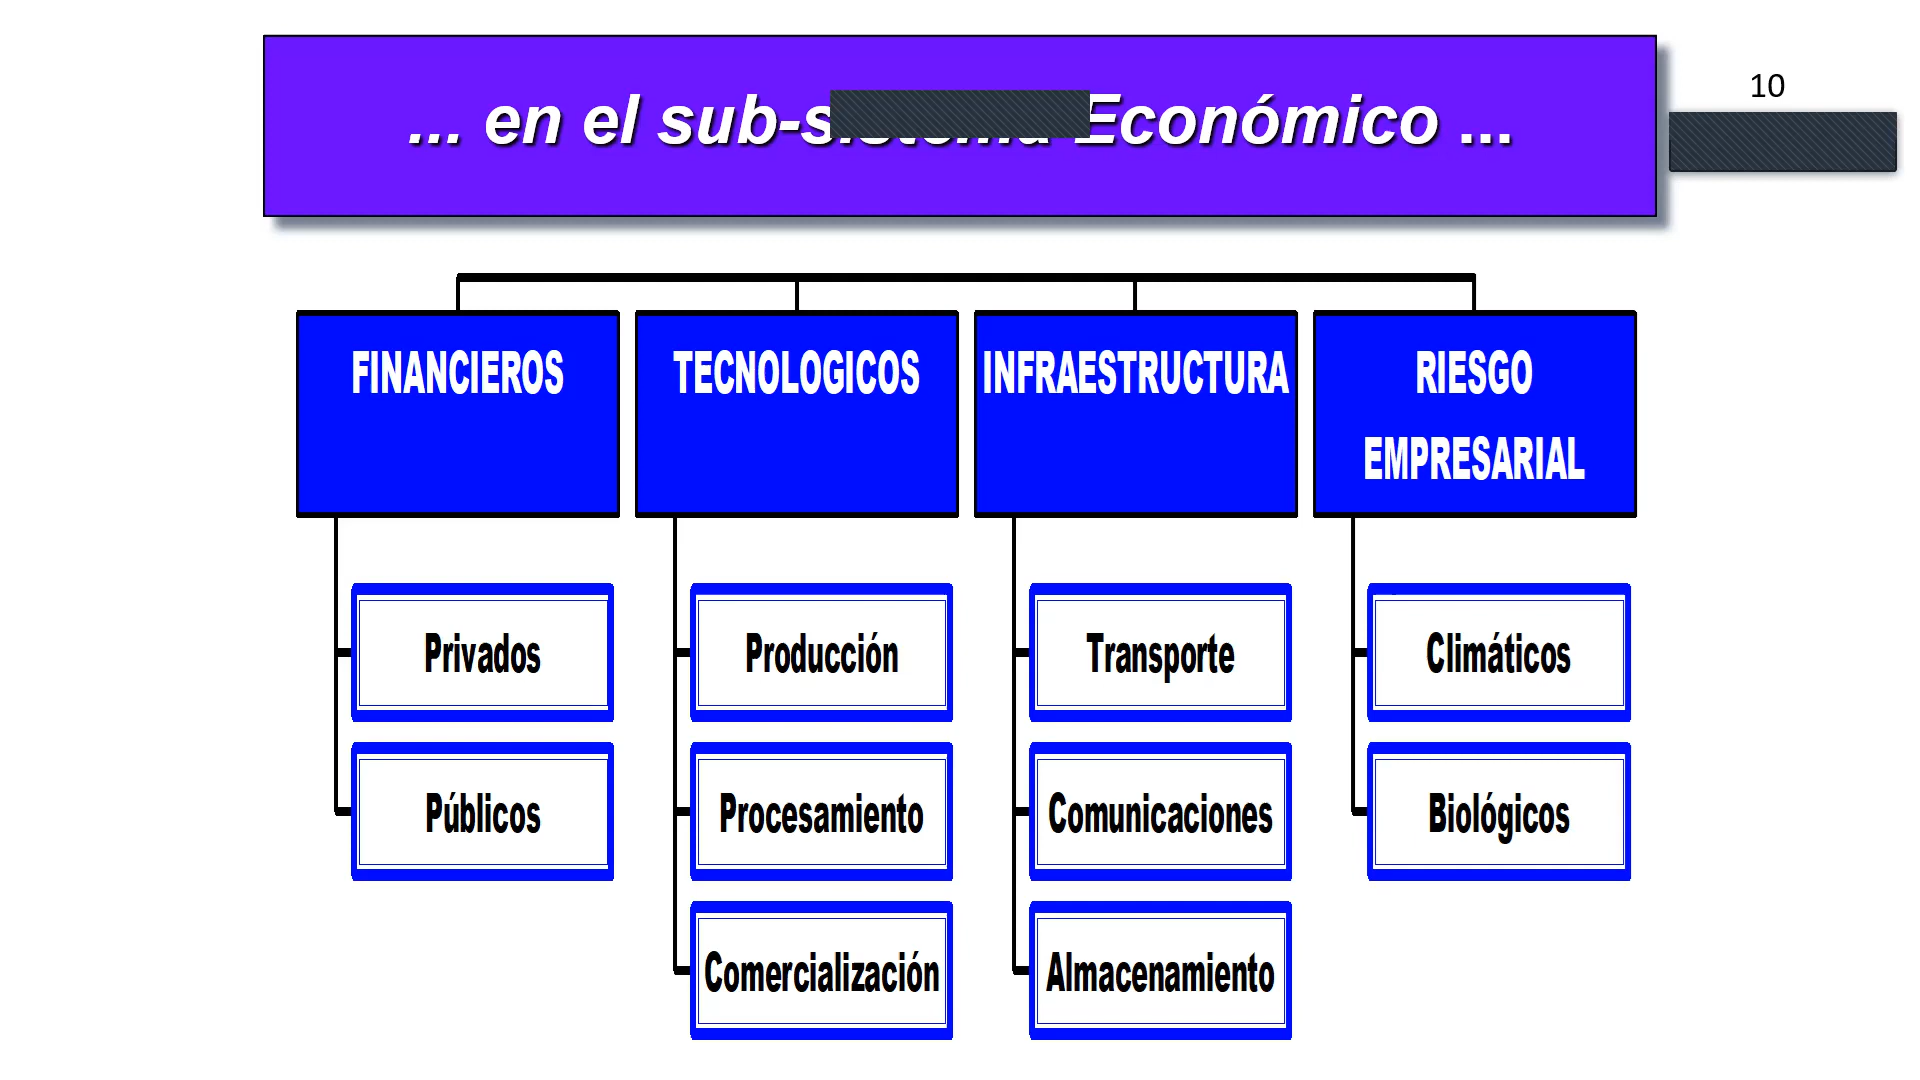 ... en el sub-sistema Económico ...
10
FINANCIEROS
TECNOLOGICOS
INFRAESTRUCTURA
RIESGO
EMPRESARIAL
Privados
Producción
Transporte
Climáticos
Públicos
Procesamiento
Comunicaciones
Biológicos
Comercialización
Almacenamiento